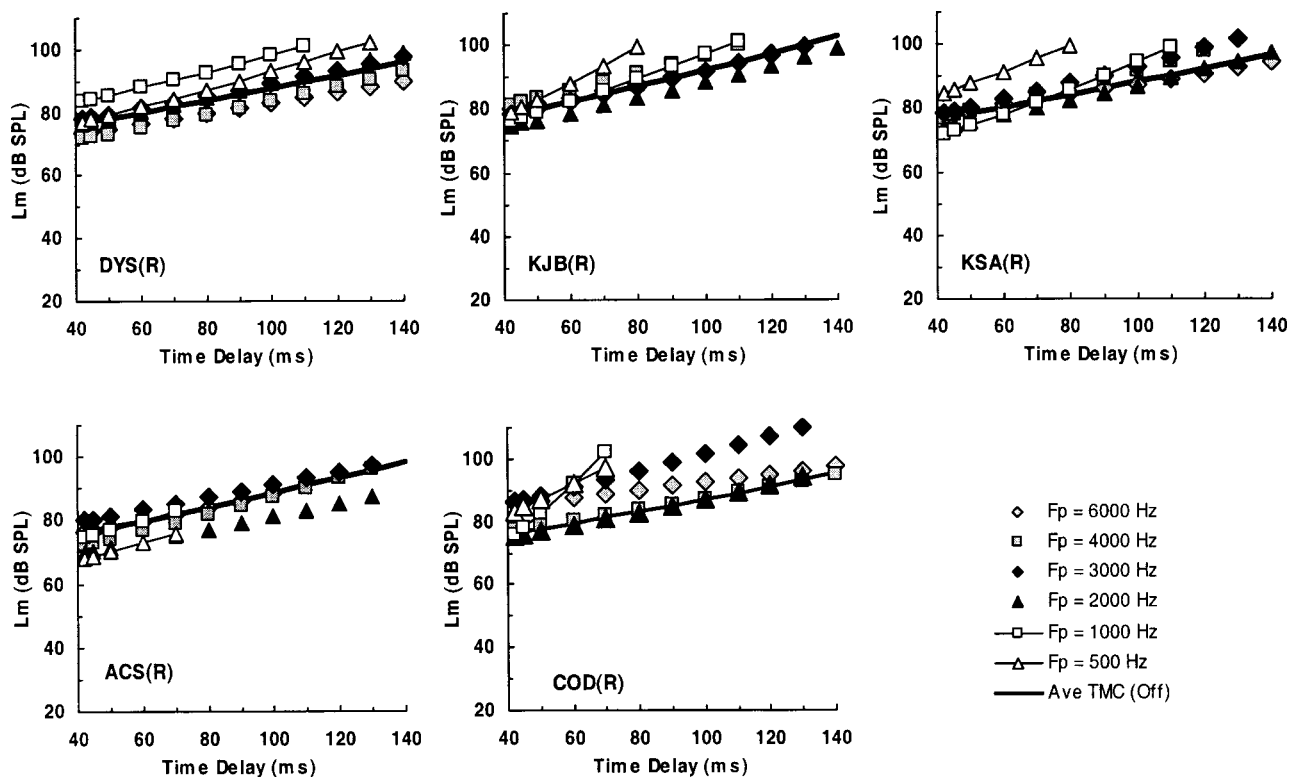 100
80
60
40
20
Lm (dB SPL)
DYS(R)
40 60 80 100 120 140
Time Delay (ms)
100
80
60
40
20
Lm (dB SPL)
KJB(R)
40 60 80 100 120 140
Time Delay (ms)
100
80
60
40
20
Lm (dB SPL)
KSA(R)
40 60 80 100 120 140
Time Delay (ms)
100
80
60
40
20
Lm (dB SPL)
ACS(R)
40 60 80 100 120 140
Time Delay (ms)
100
80
60
40
20
Lm (dB SPL)
COD(R)
40 60 80 100 120 140
Time Delay (ms)
Fp = 6000 Hz
Fp = 4000 Hz
Fp = 3000 Hz
Fp = 2000 Hz
Fp = 1000 Hz
Fp = 500 Hz
Ave TMC (Off)